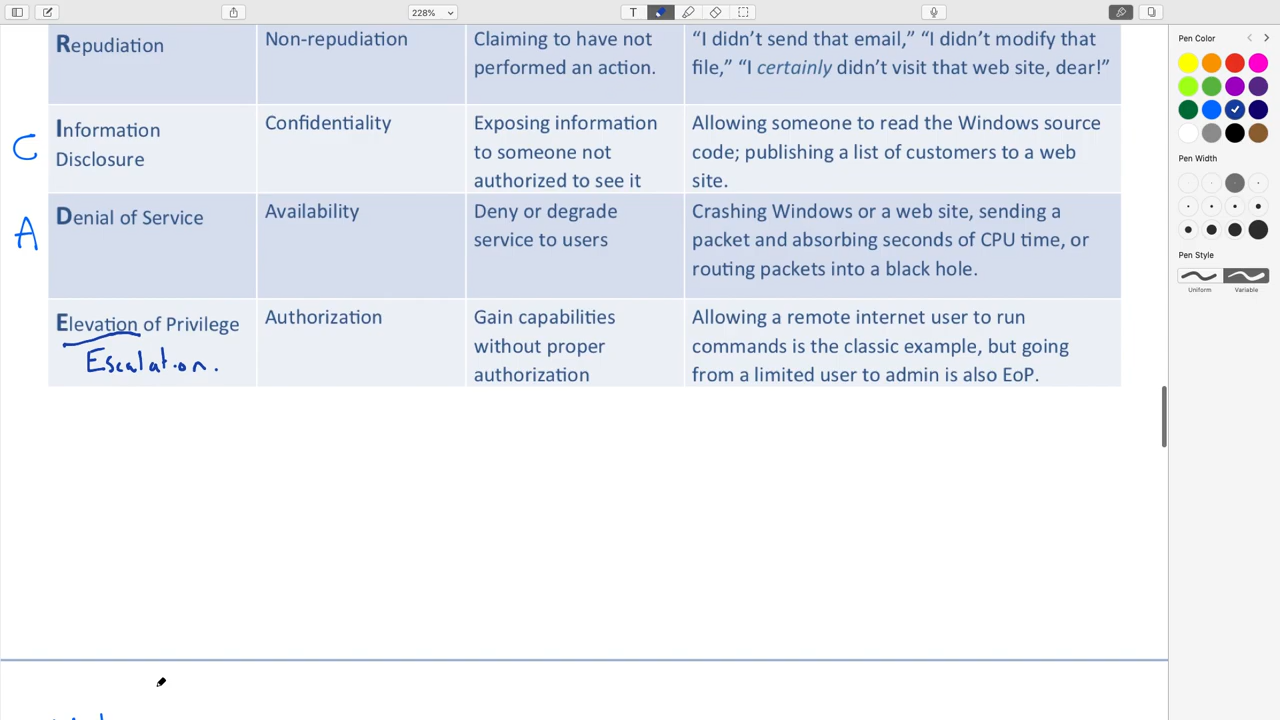 228%
T
Pen Color
Repudiation
Non-repudiation
Claiming to have not
performed an action.
“I didn’t send that email,” “I didn’t modify that
file,” “I certainly didn’t visit that web site, dear!”
C
Information
Disclosure
Confidentiality
Exposing information
to someone not
authorized to see it
Allowing someone to read the Windows source
code; publishing a list of customers to a web
site.
A
Denial of Service
Availability
Deny or degrade
service to users
Crashing Windows or a web site, sending a
packet and absorbing seconds of CPU time, or
routing packets into a black hole.
Elevation of Privilege
Escalation.
Authorization
Gain capabilities
without proper
authorization
Allowing a remote internet user to run
commands is the classic example, but going
from a limited user to admin is also EoP.
Pen Width
Pen Style
Uniform
Variable